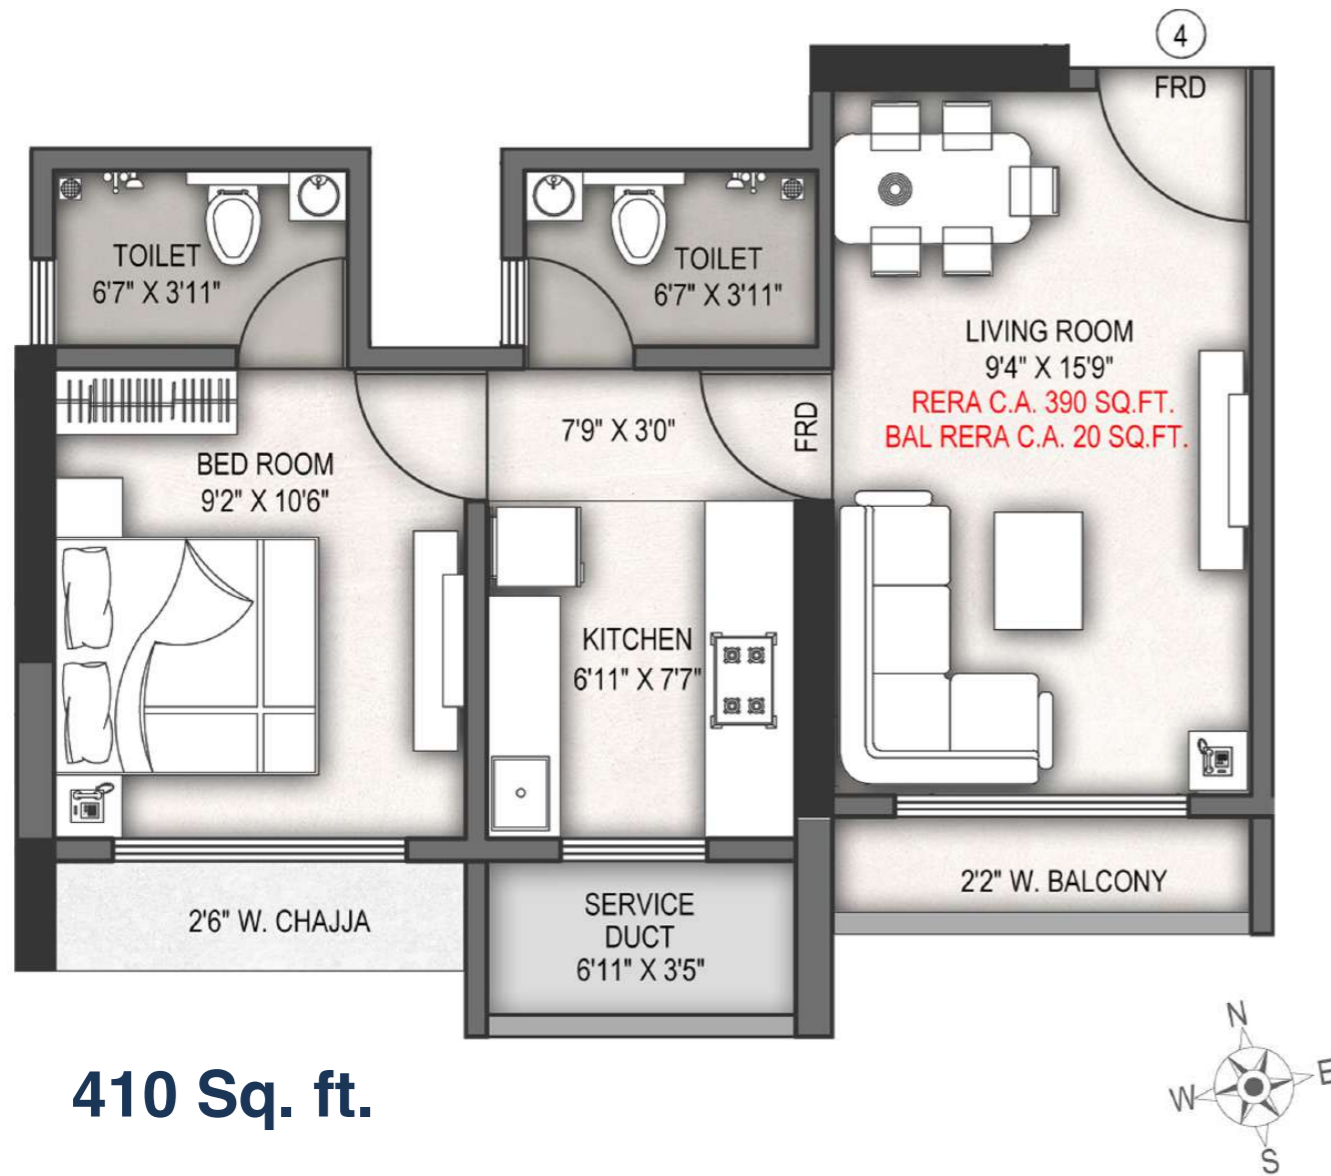 4
FRD
TOILET
6'7" X 3'11"
TOILET
6'7" X 3'11"
LIVING ROOM
9'4" X 15'9"
RERA C.A. 390 SQ.FT.
BAL RERA C.A. 20 SQ.FT.
FRD
7'9" X 3'0"
BED ROOM
9'2" X 10'6"
KITCHEN
6'11" X 7'7"
2'2" W. BALCONY
2'6" W. CHAJJA
SERVICE
DUCT
6'11" X 3'5"
410 Sq. ft.
N
W
E
S